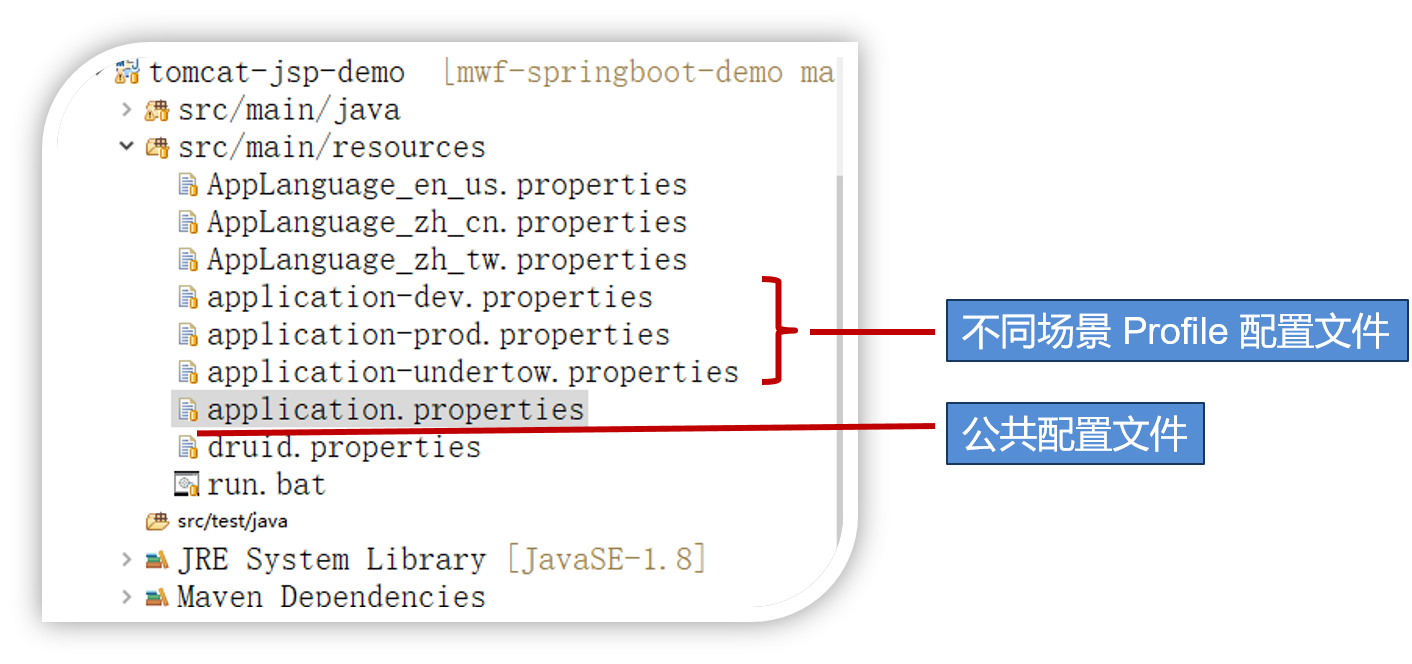 tomcat-jsp-demo [mwf-springboot-demo ma
src/main/java
src/main/resources
AppLanguage_en_us.properties
AppLanguage_zh_cn.properties
AppLanguage_zh_tw.properties
application-dev.properties
application-prod.properties
application-undertow.properties
application.properties
druid.properties
run.bat
src/test/java
JRE System Library [JavaSE-1.8]
Maven Dependencies
不同场景 Profile 配置文件
公共配置文件